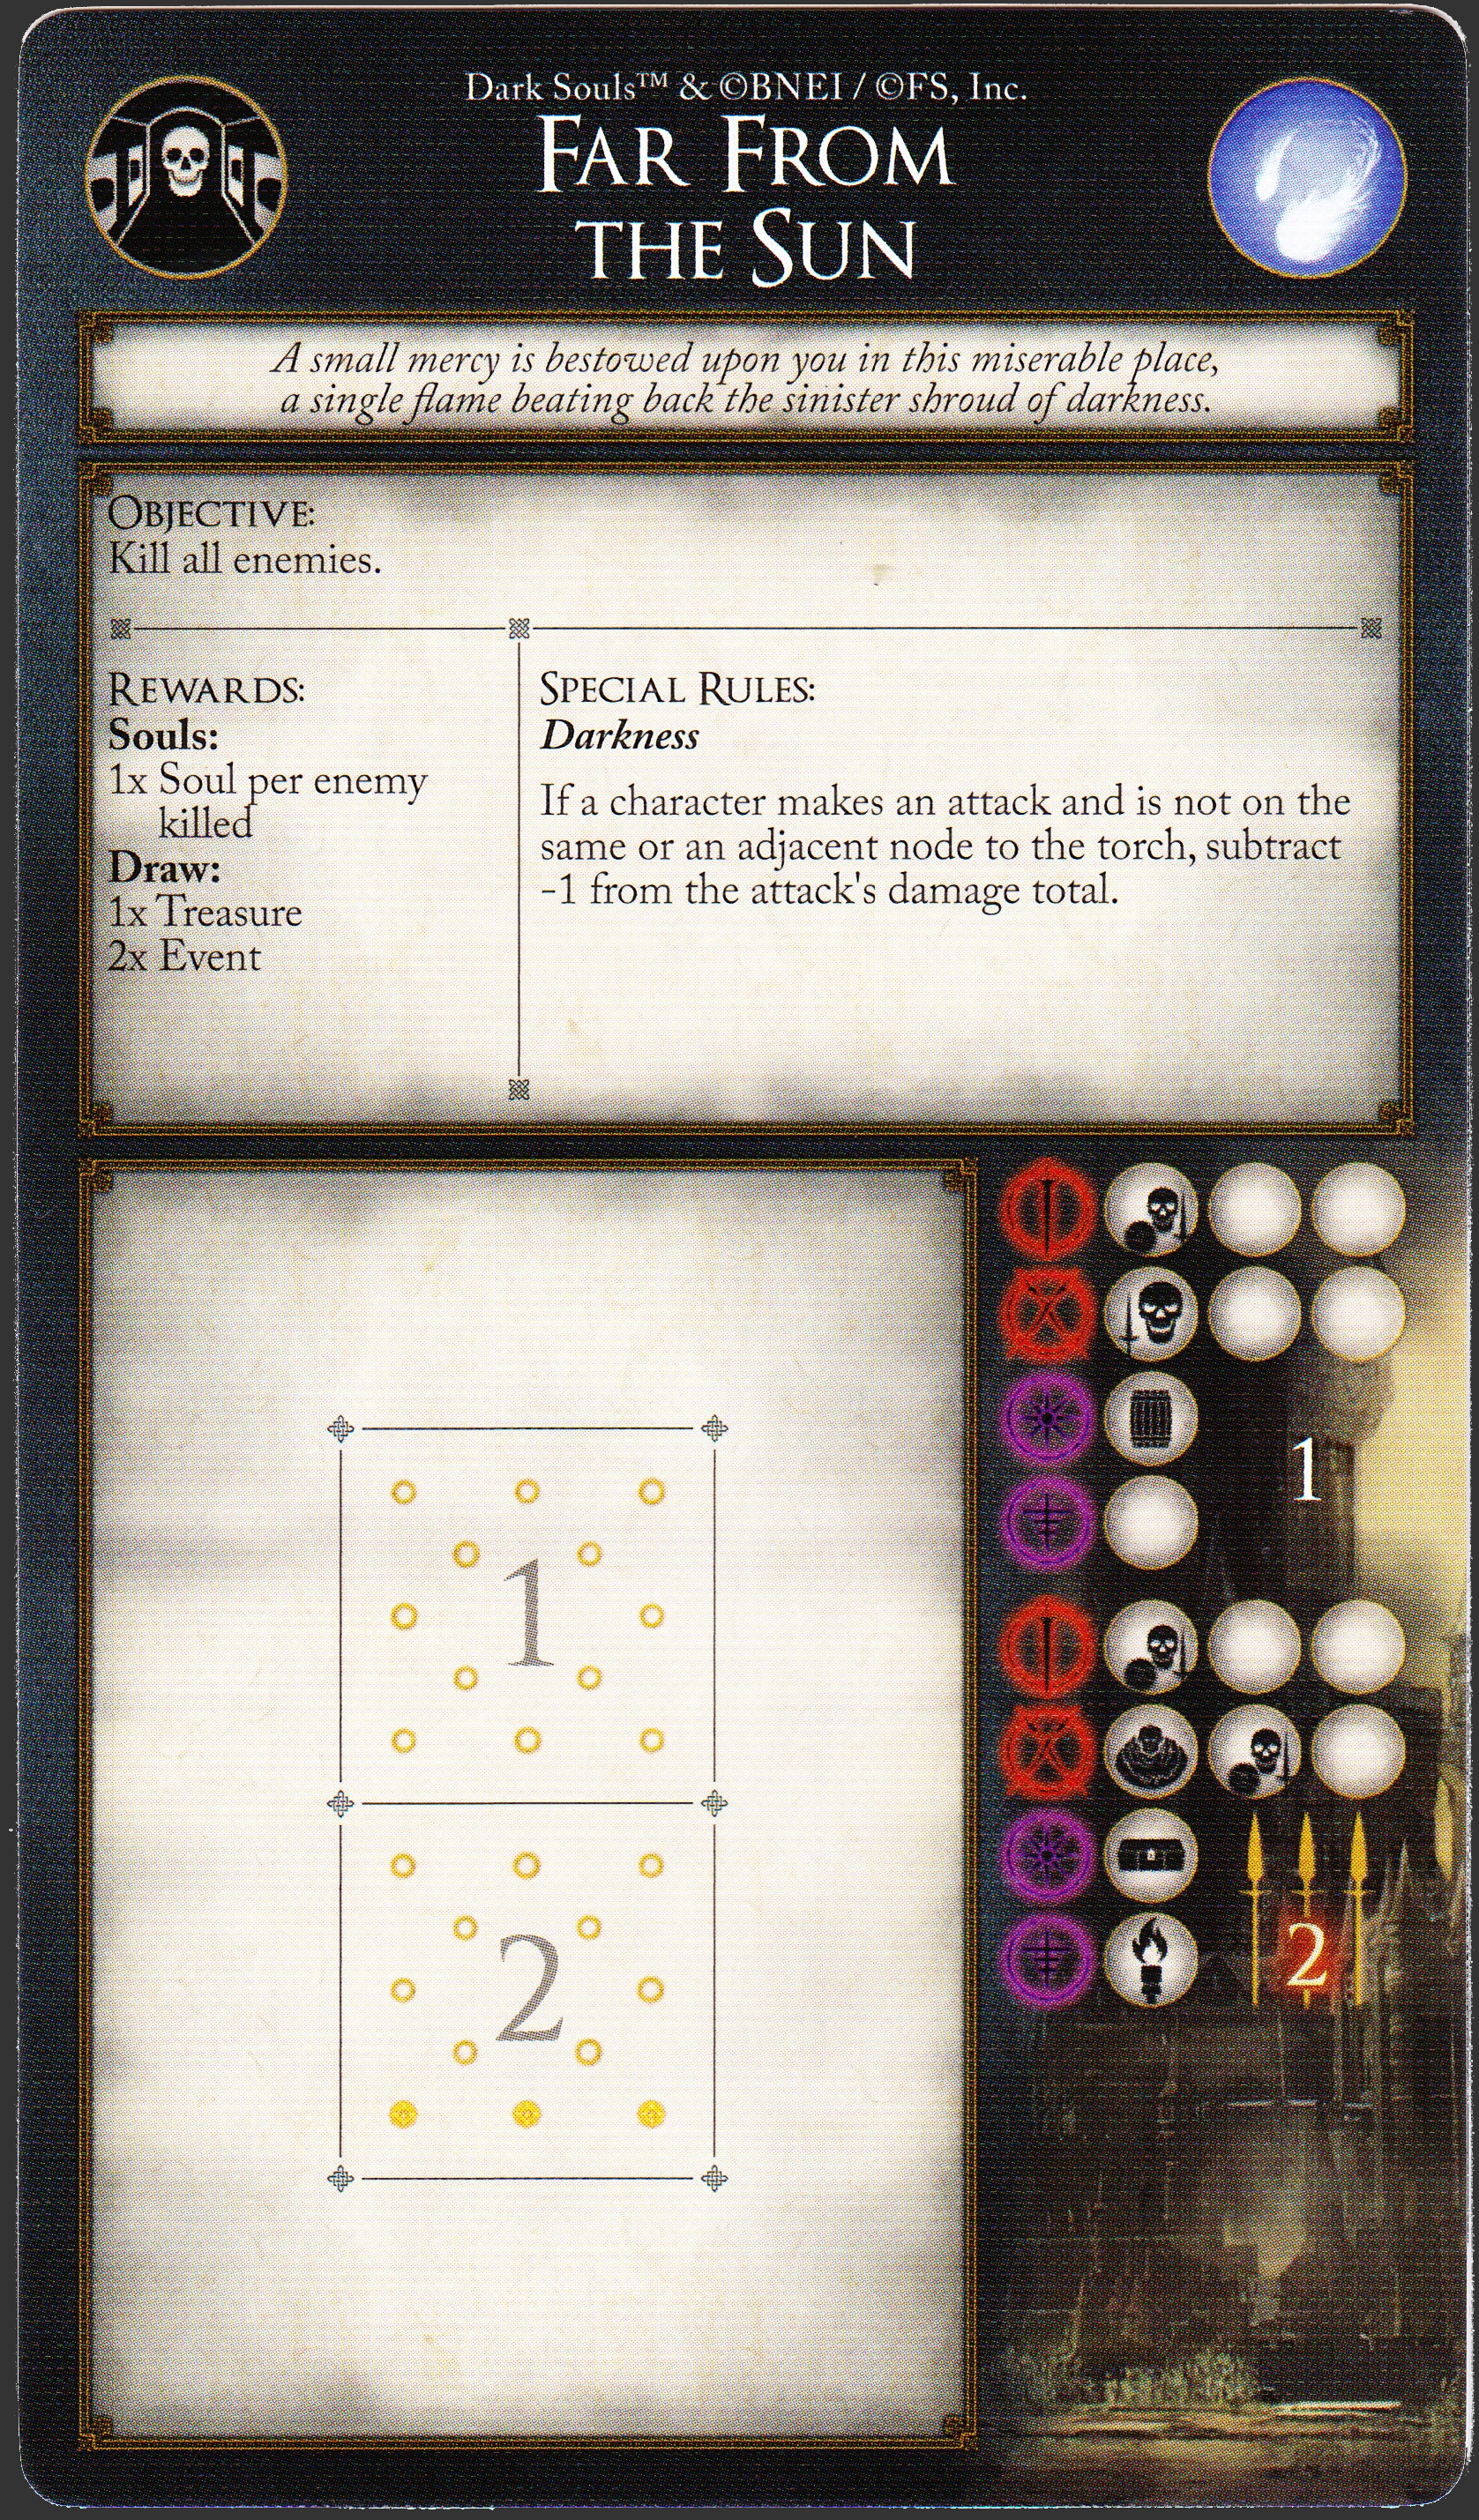 Dark Souls™ & ©BNEI / ©FS, Inc.
FAR FROM
THE SUN
A small mercy is bestowed upon you in this miserable place,
a single flame beating back the sinister shroud of darkness.
OBJECTIVE:
Kill all enemies.
REWARDS:
Souls:
1x Soul per enemy
killed
Draw:
1x Treasure
2x Event
SPECIAL RULES:
Darkness
If a character makes an attack and is not on the
same or an adjacent node to the torch, subtract
-1 from the attack's damage total.
1
2
1
2